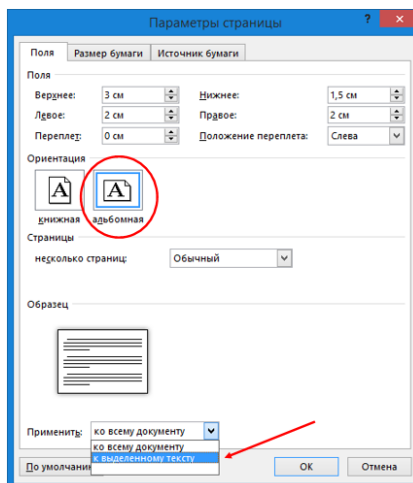 Параметры страницы ? ×
Поля Размер бумаги Источник бумаги
Поля
Верхнее: 3 см Нижнее: 1,5 см
Левое: 2 см Правое: 2 см
Переплет: 0 см Положение переплета: Слева
Ориентация
A A
книжная альбомная
Страницы
несколько страниц: Обычный
Образец
Применить: ко всему документу
ко всему документу
к выделенному тексту
По умолчанию ОК Отмена